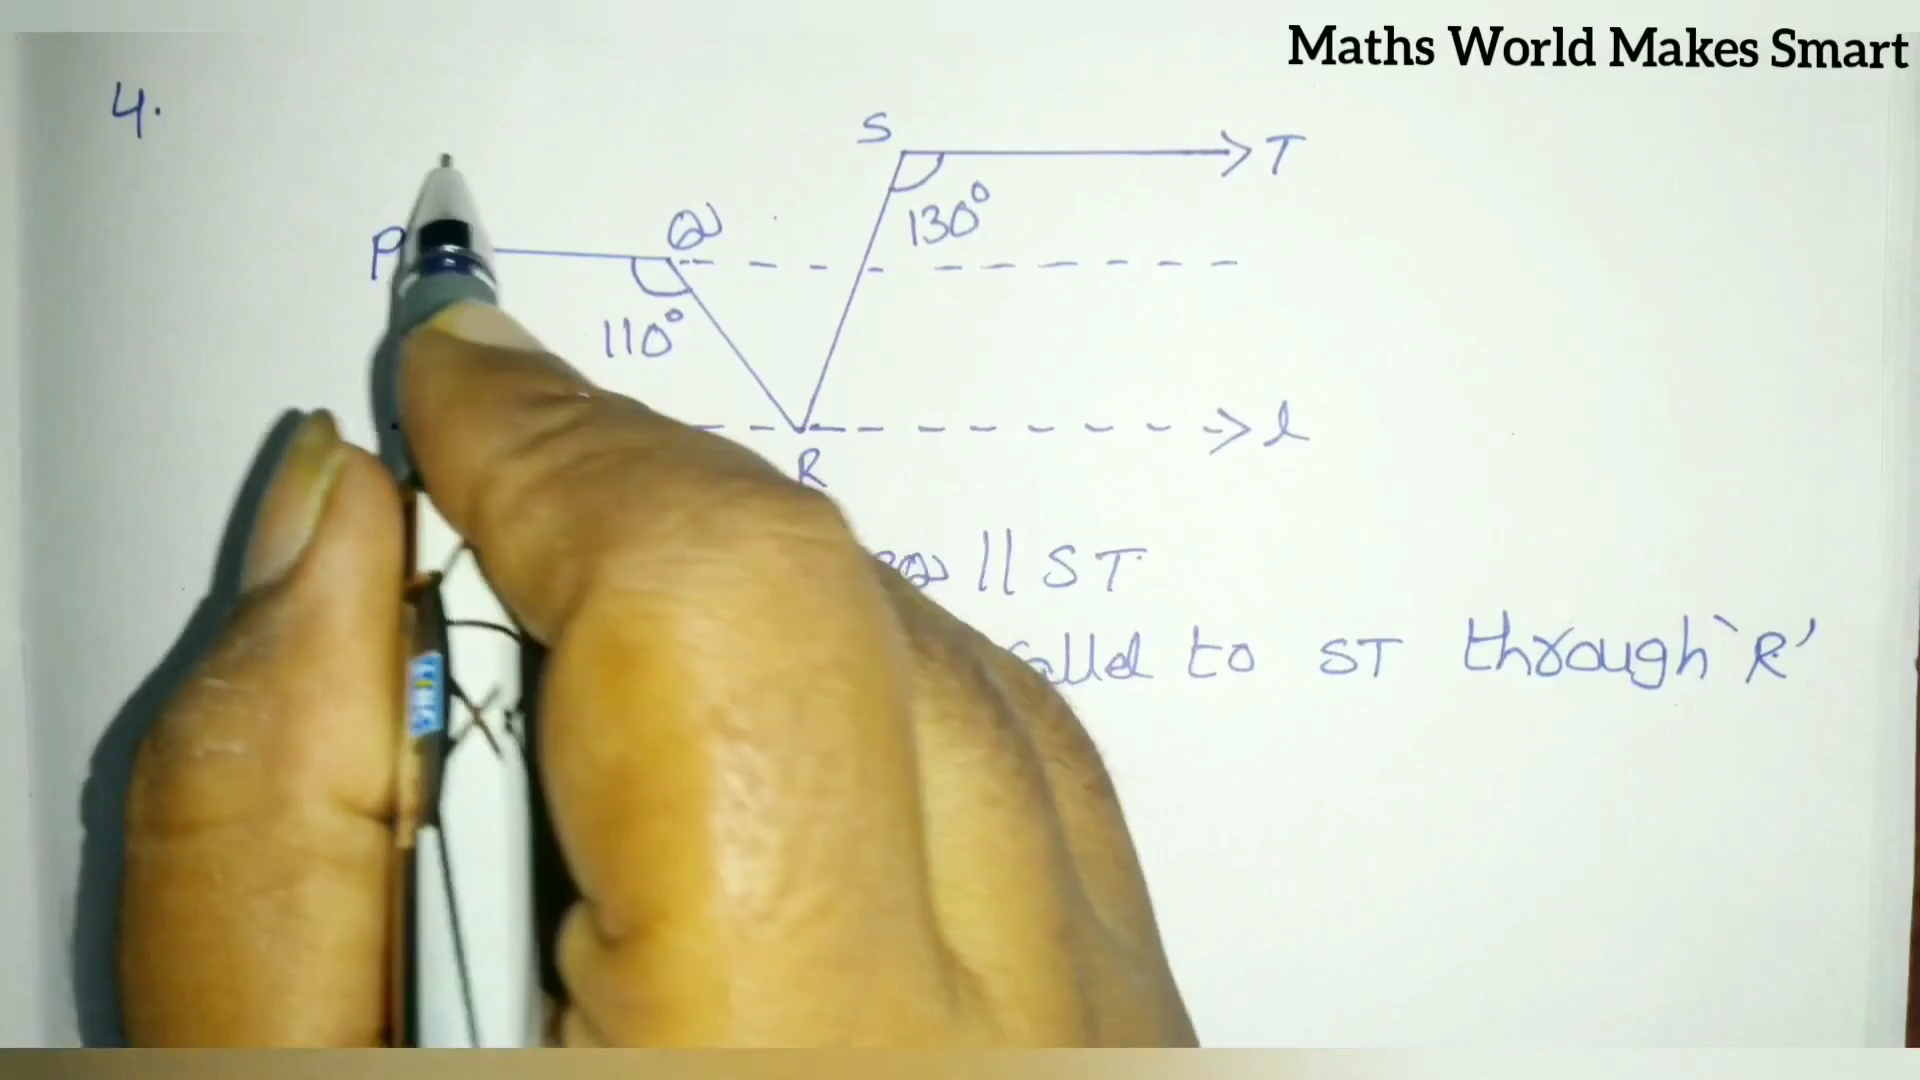 Maths World Makes Smart
4.
S
T
130°
P
Q
110°
l
R
Q || ST
to ST through 'R'